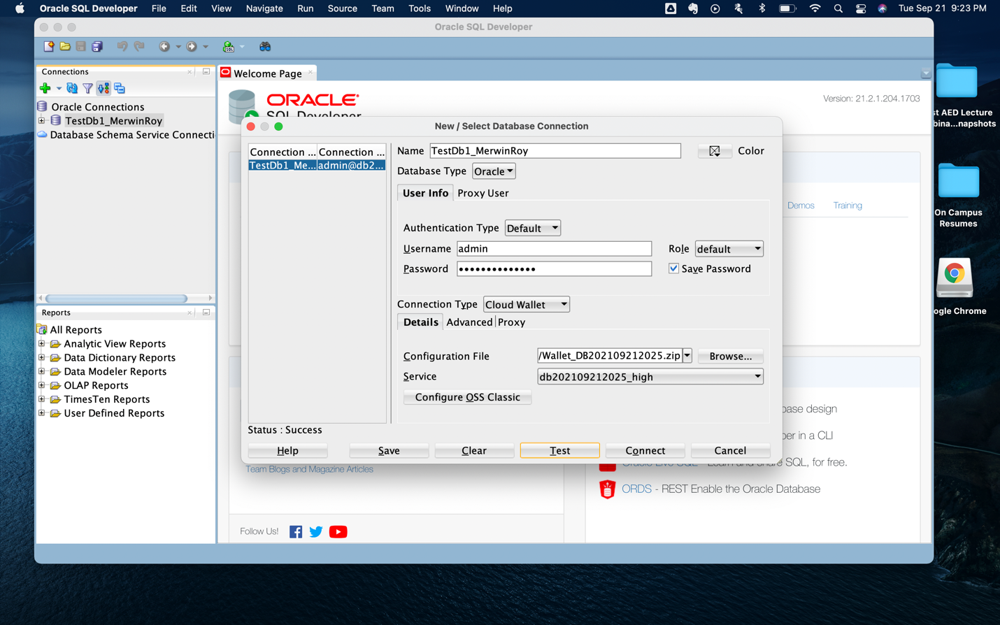 Oracle SQL Developer File Edit View Navigate Run Source Team Tools Window Help Tue Sep 21 9:23 PM
Oracle SQL Developer
Connections
Welcome Page
Oracle Connections
TestDb1_MerwinRoy
Database Schema Service Connecti
ORACLE
SQL Developer
Version: 21.2.1.204.1703
Demos Training
New / Select Database Connection
Connection ... Connection ...
TestDb1_Me... admin@db2...
Name TestDb1_MerwinRoy Color
Database Type Oracle
User Info Proxy User
Authentication Type Default
Username admin Role default
Password •••••••••••••• Save Password
Connection Type Cloud Wallet
Details Advanced Proxy
Configuration File /Wallet_DB202109212025.zip Browse...
Service db202109212025_high
Configure OSS Classic
Status : Success
Help Save Clear Test Connect Cancel
Reports
All Reports
Analytic View Reports
Data Dictionary Reports
Data Modeler Reports
OLAP Reports
TimesTen Reports
User Defined Reports
base design
per in a CLI
Oracle Live SQL - Learn and share SQL, for free.
Team Blogs and Magazine Articles
ORDS - REST Enable the Oracle Database
Follow Us!
st AED Lecture
bina...napshots
On Campus
Resumes
ogle Chrome